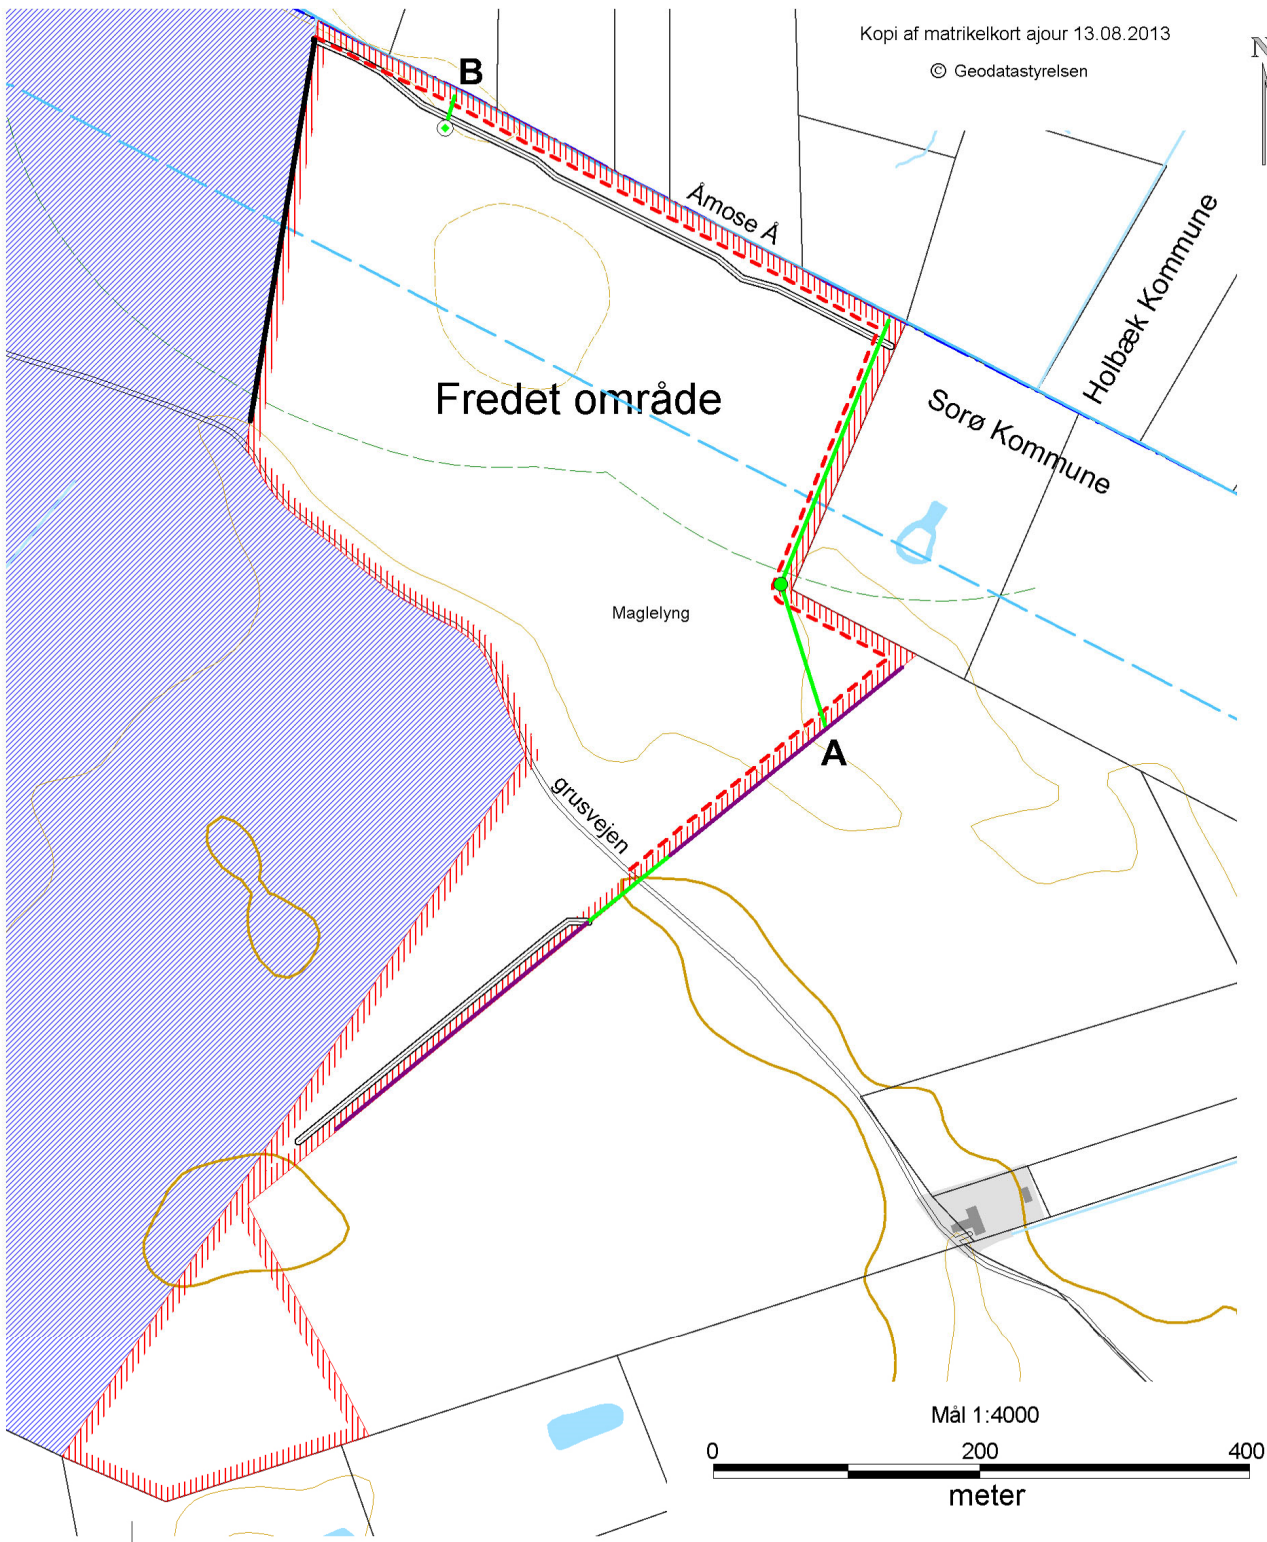 Kopi af matrikelkort ajour 13.08.2013
© Geodatastyrelsen
N
B
Åmose Å
Holbæk Kommune
Sorø Kommune
Fredet område
Maglelyng
A
grusvejen
Mål 1:4000
0 200 400
meter